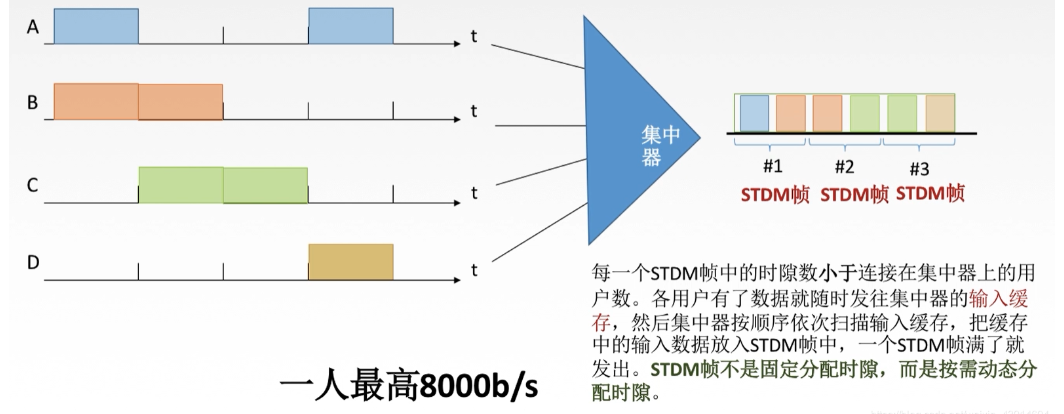 A
t
B
t
C
t
D
t
集中
器
#1
#2
#3
STDM帧 STDM帧 STDM帧
每一个STDM帧中的时隙数小于连接在集中器上的用
户数。各用户有了数据就随时发往集中器的输入缓
存，然后集中器按顺序依次扫描输入缓存，把缓存
中的输入数据放入STDM帧中，一个STDM帧满了就
发出。STDM帧不是固定分配时隙，而是按需动态分
配时隙。
一人最高8000b/s